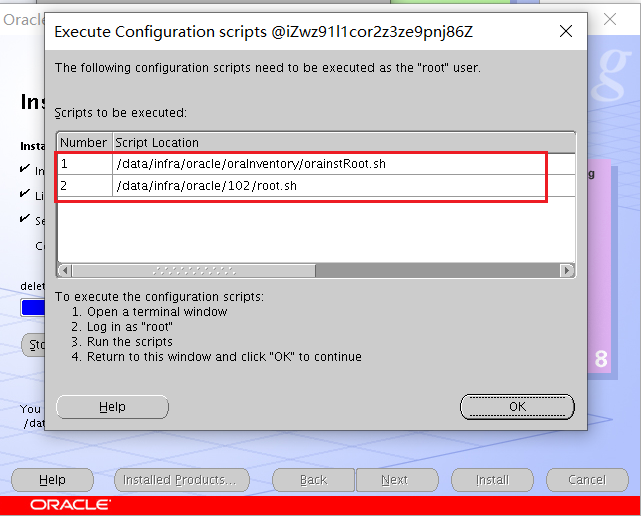 Oracle
Execute Configuration scripts @iZwz91l1cor2z3ze9pnj86Z
The following configuration scripts need to be executed as the "root" user.
Scripts to be executed:
Number Script Location
1 /data/infra/oracle/oraInventory/orainstRoot.sh
2 /data/infra/oracle/102/root.sh
To execute the configuration scripts:
1. Open a terminal window
2. Log in as "root"
3. Run the scripts
4. Return to this window and click "OK" to continue
Help OK
Ins
Insta
In
Li
Se
Co
delet
Sto
You
/dat
g
g
8
Help Installed Products... Back Next Install Cancel
ORACLE